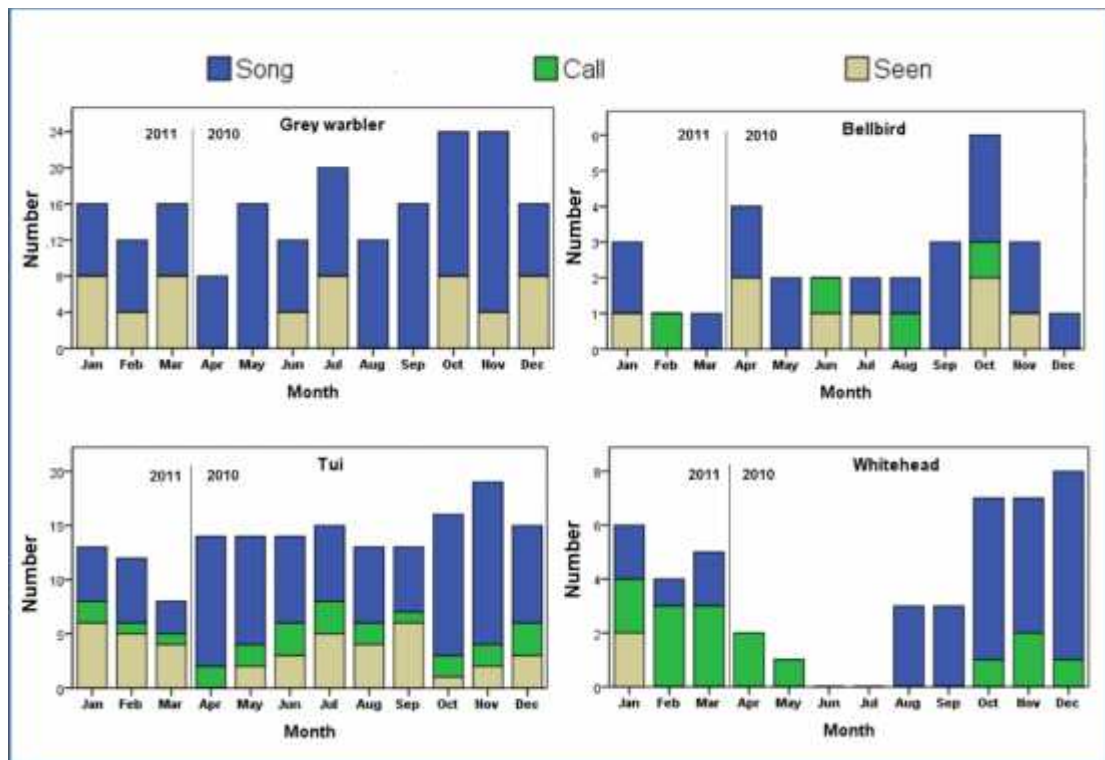 Song Call Seen
Grey warbler
2011 2010
24
20
16
12
8
4
0
Number
Jan Feb Mar Apr May Jun Jul Aug Sep Oct Nov Dec
Month
Bellbird
2011 2010
6
5
4
3
2
1
0
Number
Jan Feb Mar Apr May Jun Jul Aug Sep Oct Nov Dec
Month
Tui
2011 2010
20
15
10
5
0
Number
Jan Feb Mar Apr May Jun Jul Aug Sep Oct Nov Dec
Month
Whitehead
2011 2010
8
6
4
2
0
Number
Jan Feb Mar Apr May Jun Jul Aug Sep Oct Nov Dec
Month